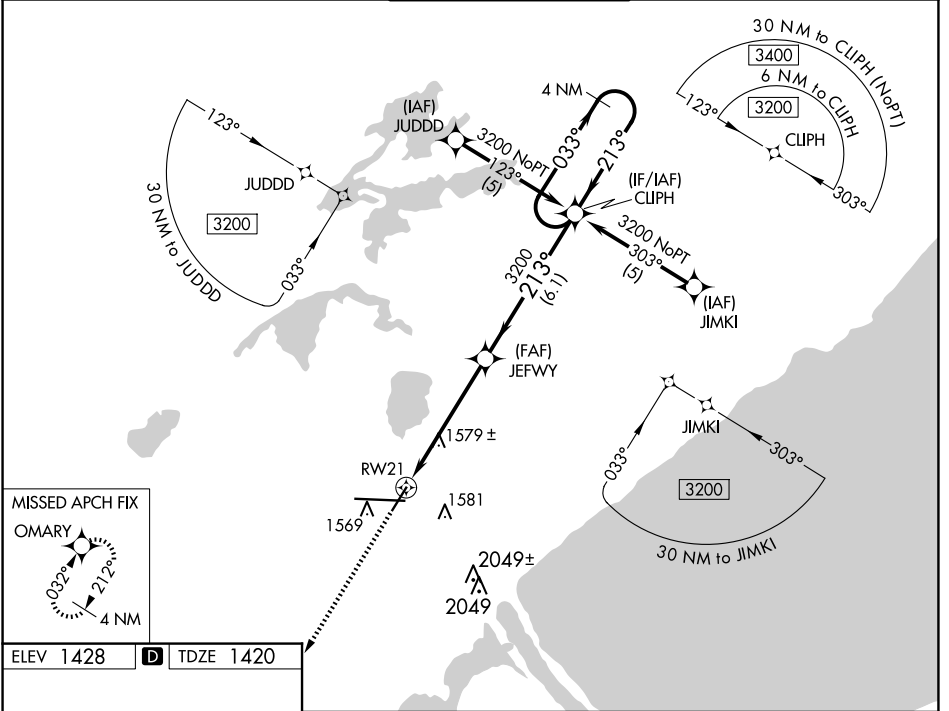 30 NM to CLIPH (NoPT)
3400
6 NM to CLIPH
3200
123°
CLIPH
303°
4 NM
(IAF)
JUDDD
3200 NoPT
123°
(5)
033°
213°
(IF/IAF)
CLIPH
123°
JUDDD
3200
033°
30 NM to JUDDD
3200 NoPT
303°
(5)
(IAF)
JIMKI
3200
213°
(6.1)
(FAF)
JEFWY
JIMKI
033°
303°
3200
30 NM to JIMKI
1579 ±
RW21
1581
1569
2049±
2049
MISSED APCH FIX
OMARY
032°
212°
4 NM
ELEV 1428 D TDZE 1420